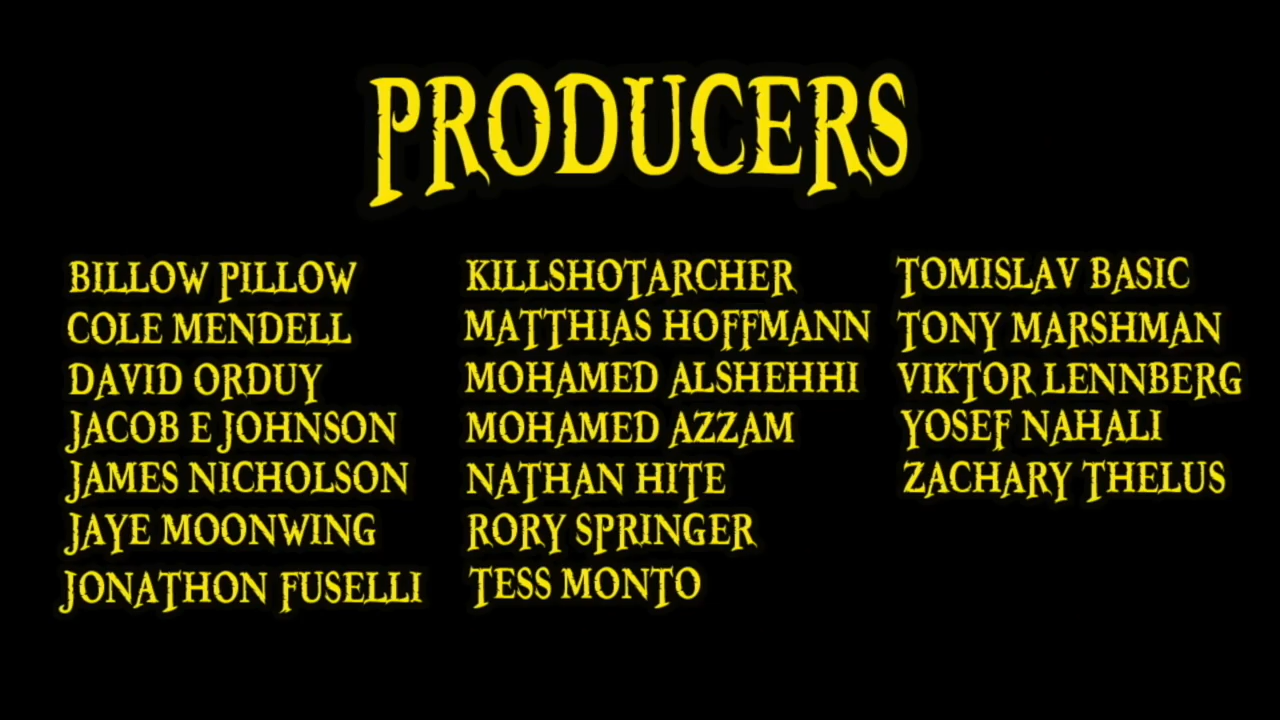 PRODUCERS
BILLOW PILLOW
COLE MENDELL
DAVID ORDUY
JACOB E JOHNSON
JAMES NICHOLSON
JAYE MOONWING
JONATHON FUSELLI
KILLSHOTARCHER
MATTHIAS HOFFMANN
MOHAMED ALSHEHHI
MOHAMED AZZAM
NATHAN HITE
RORY SPRINGER
TESS MONTO
TOMISLAV BASIC
TONY MARSHMAN
VIKTOR LENNBERG
YOSEF NAHALI
ZACHARY THELUS